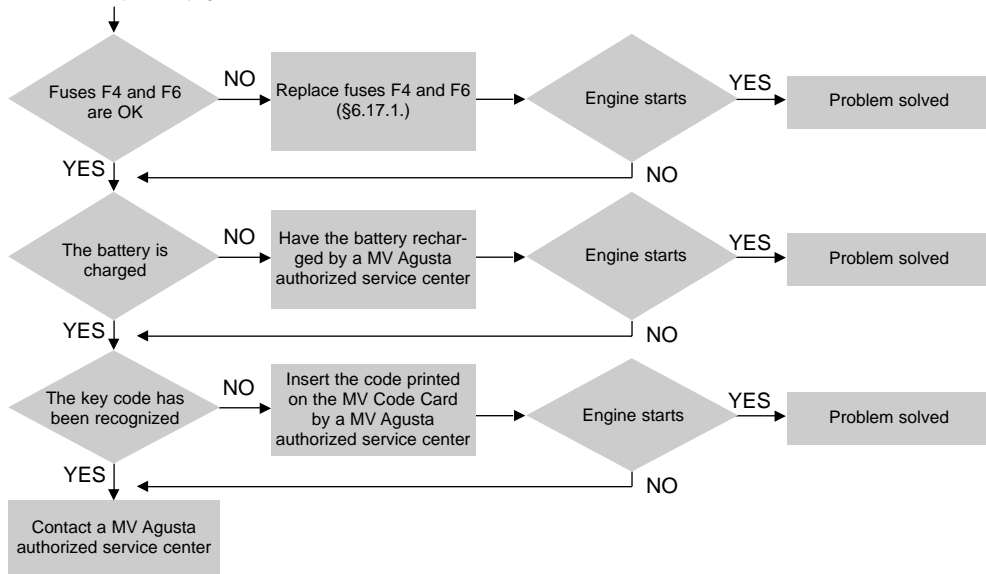 Fuses F4 and F6
are OK
NO
Replace fuses F4 and F6
(§6.17.1.)
Engine starts
YES
Problem solved
YES
NO
The battery is
charged
NO
Have the battery rechar-
ged by a MV Agusta
authorized service center
Engine starts
YES
Problem solved
YES
NO
The key code has
been recognized
NO
Insert the code printed
on the MV Code Card
by a MV Agusta
authorized service center
Engine starts
YES
Problem solved
YES
NO
Contact a MV Agusta
authorized service center